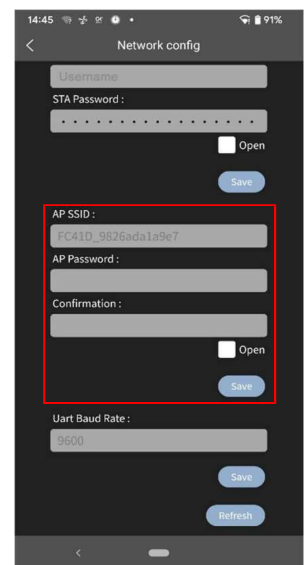 14:45 91%
Network config
Username
STA Password :
Open
Save
AP SSID :
FC41D_9826ada1a9e7
AP Password :
Confirmation :
Open
Save
Uart Baud Rate :
9600
Save
Refresh